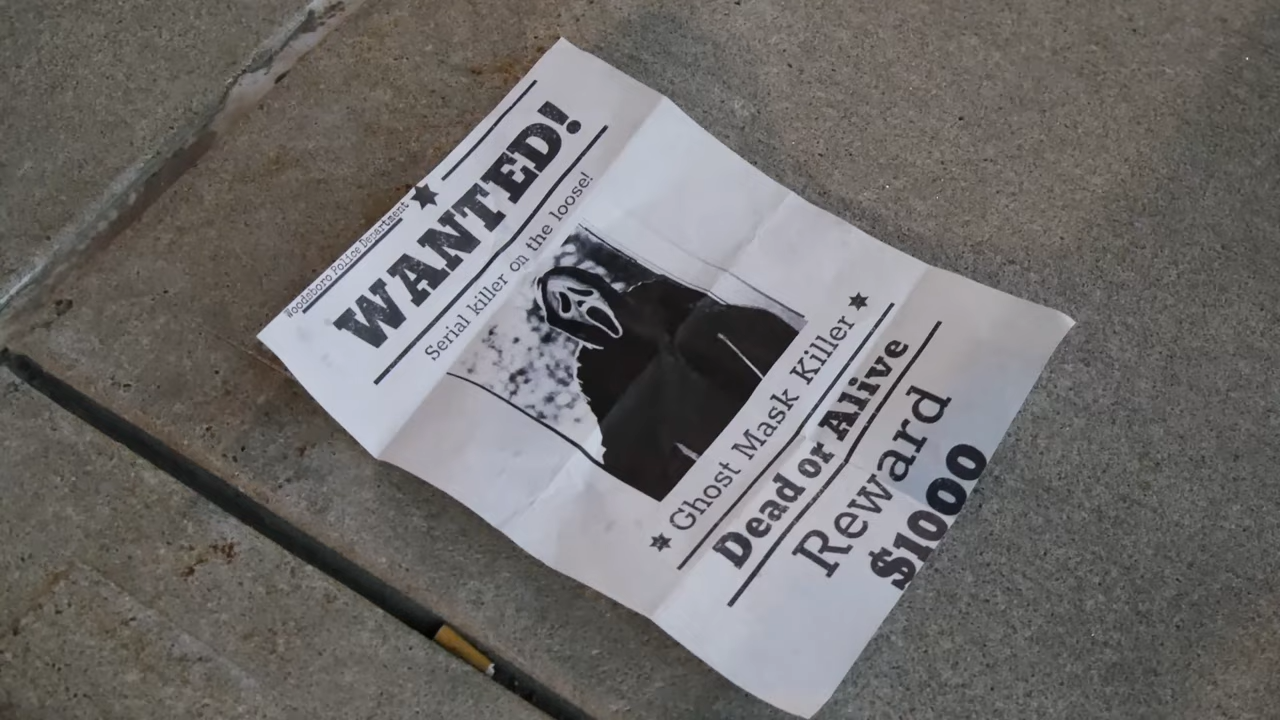 Woodsboro Police Department
WANTED!
Serial killer on the loose!
Ghost Mask Killer
Dead or Alive
Reward
$1000